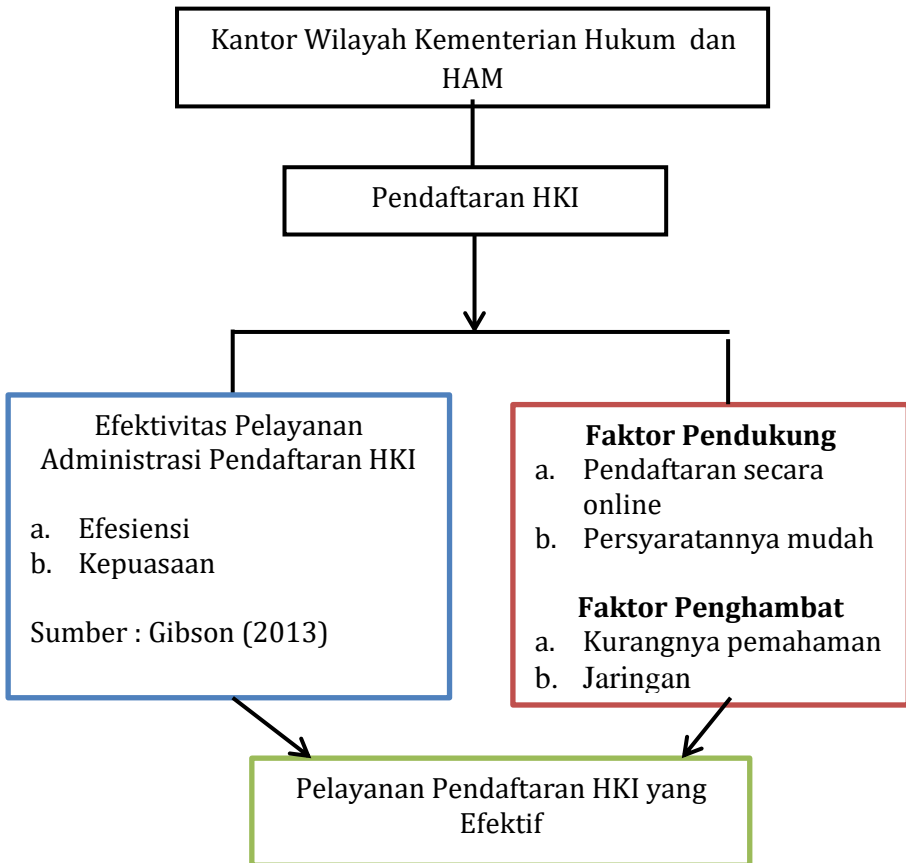 Kantor Wilayah Kementerian Hukum dan
HAM
Pendaftaran HKI
Efektivitas Pelayanan
Administrasi Pendaftaran HKI
a. Efesiensi
b. Kepuasaan
Sumber : Gibson (2013)
Faktor Pendukung
a. Pendaftaran secara
online
b. Persyaratannya mudah
Faktor Penghambat
a. Kurangnya pemahaman
b. Jaringan
Pelayanan Pendaftaran HKI yang
Efektif